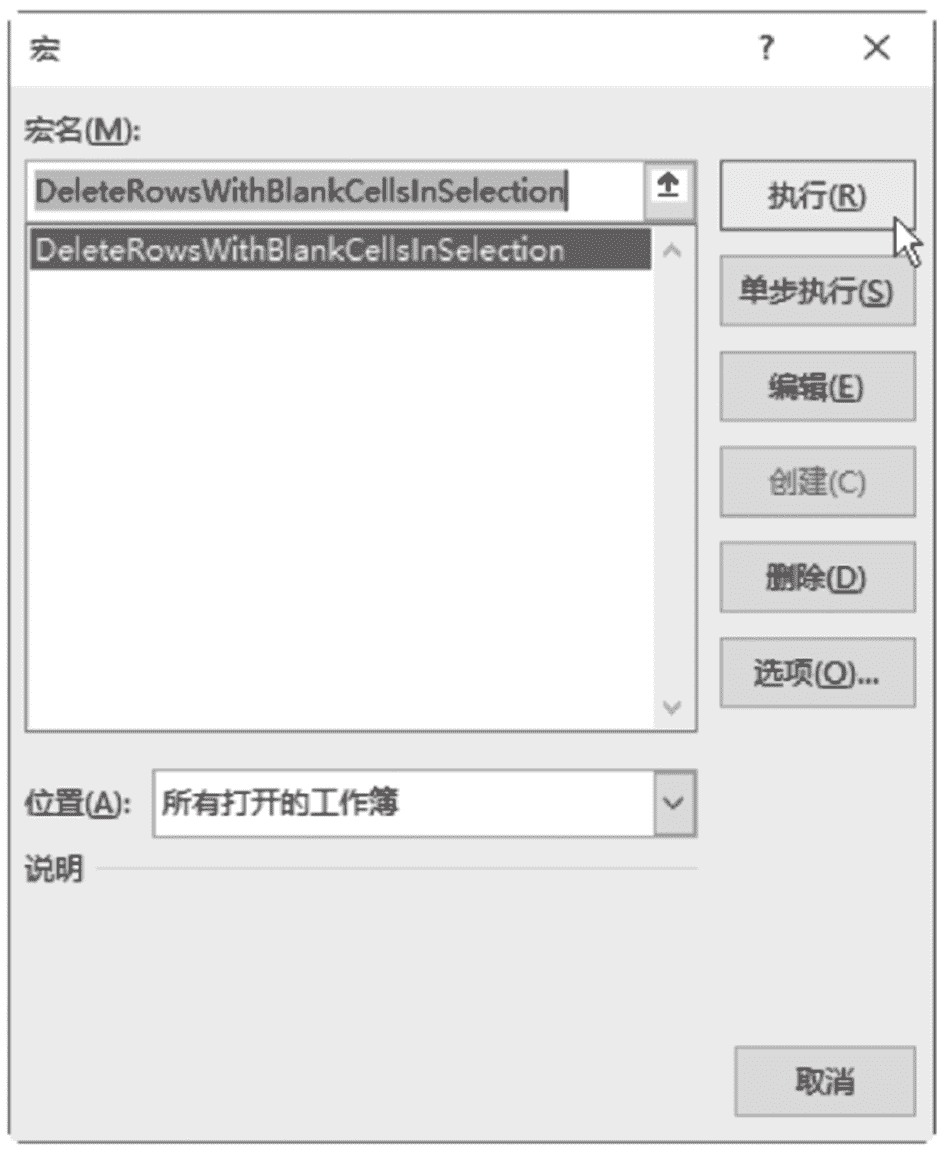 宏
?
宏名(M):
DeleteRowsWithBlankCellsInSelection
DeleteRowsWithBlankCellsInSelection
执行(R)
单步执行(S)
编辑(E)
创建(C)
删除(D)
选项(O)...
位置(A):
所有打开的工作簿
说明
取消